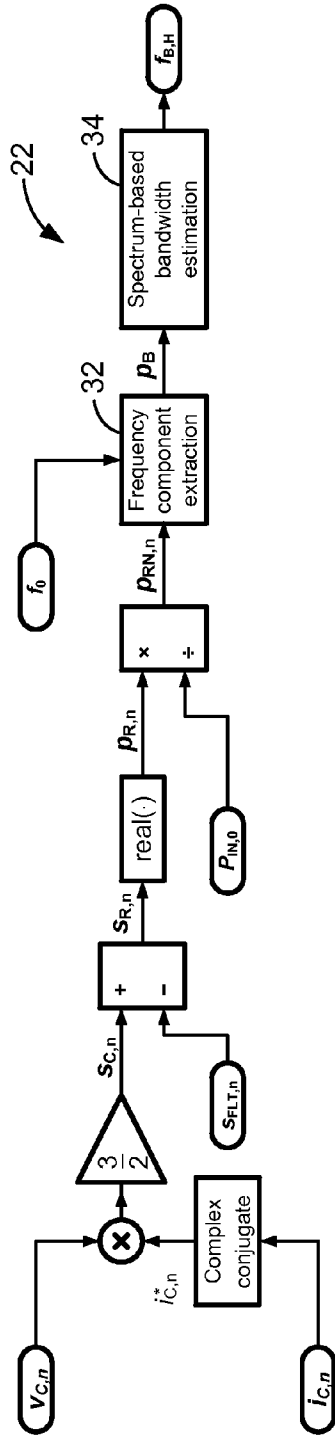 22
v_C,n
i_C,n
Complex
conjugate
i*_C,n
×
3
2
s_C,n
+
−
s_FLT,n
s_R,n
real(·)
p_R,n
×
÷
P_IN,0
p_RN,n
f_0
32
Frequency
component
extraction
p_B
34
Spectrum-based
bandwidth
estimation
f_B,H